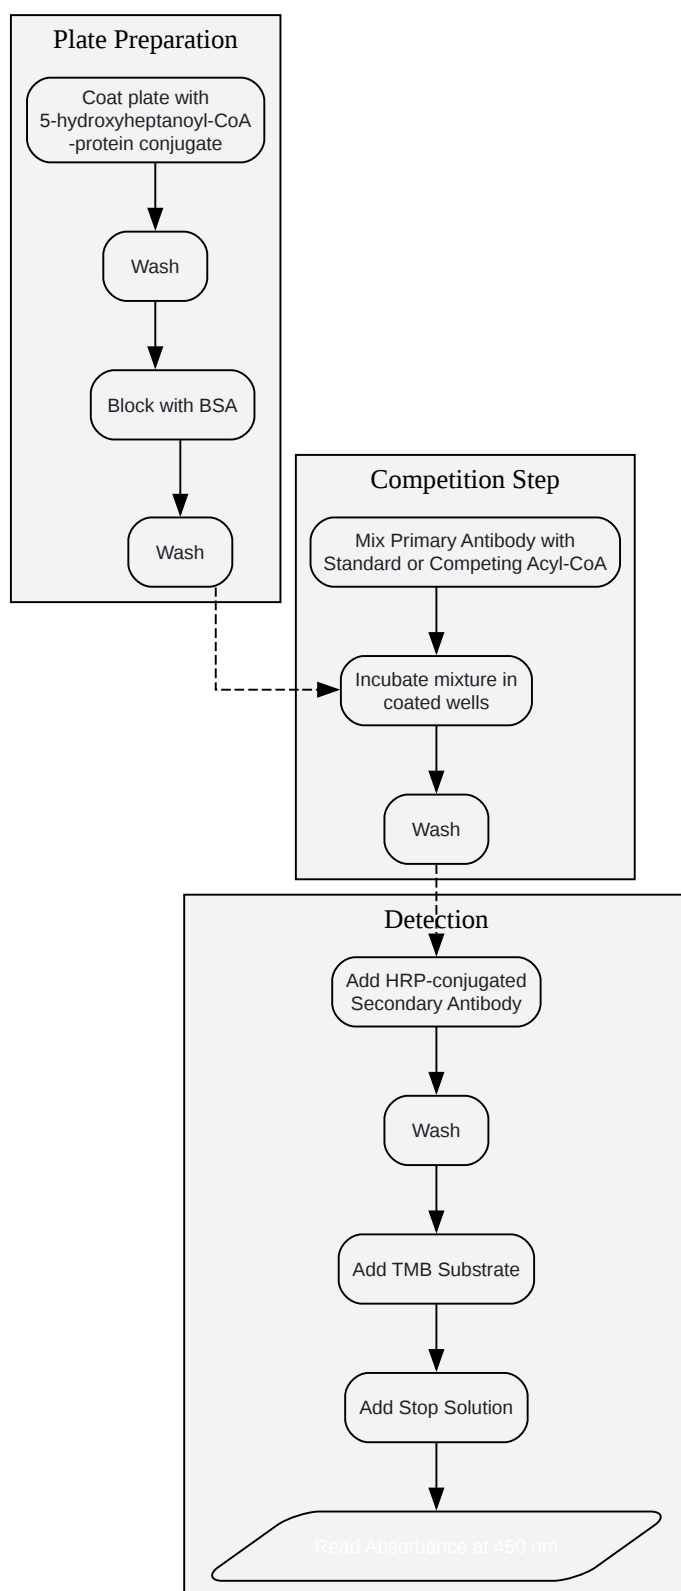 Plate Preparation
Coat plate with
5-hydroxyheptanoyl-CoA
-protein conjugate
Wash
Block with BSA
Wash
Competition Step
Mix Primary Antibody with
Standard or Competing Acyl-CoA
Incubate mixture in
coated wells
Wash
Detection
Add HRP-conjugated
Secondary Antibody
Wash
Add TMB Substrate
Add Stop Solution
Read Absorbance at 450 nm